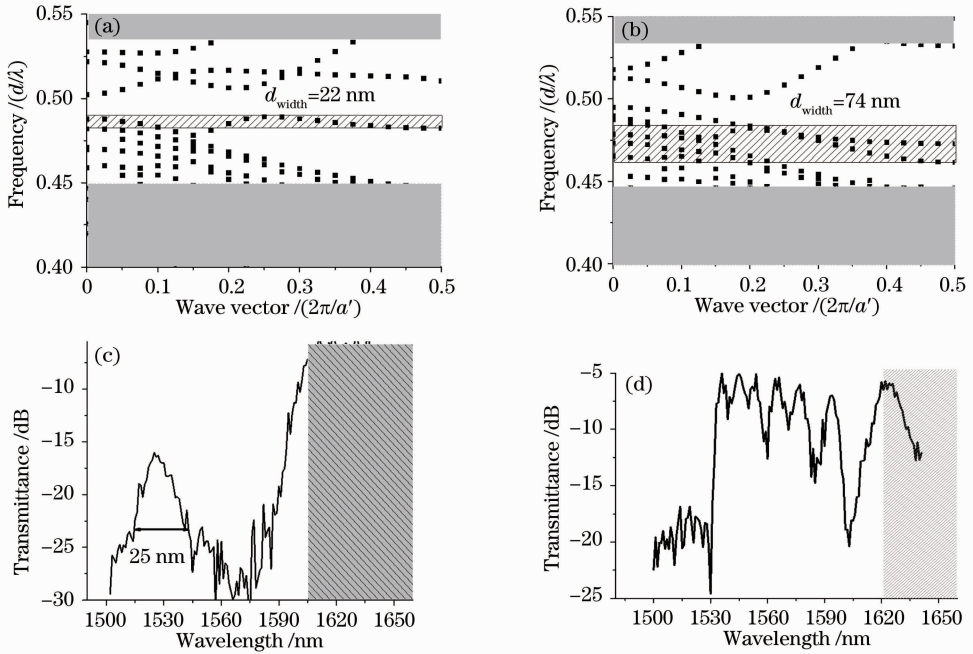 (a)
0.55
0.50
0.45
0.40
Frequency /(d/λ)
d_width=22 nm
0
0.1
0.2
0.3
0.4
0.5
Wave vector /(2π/a′)
(b)
0.55
0.50
0.45
0.40
Frequency /(d/λ)
d_width=74 nm
0
0.1
0.2
0.3
0.4
0.5
Wave vector /(2π/a′)
(c)
−10
−15
−20
−25
−30
Transmittance /dB
25 nm
1500
1530
1560
1590
1620
1650
Wavelength /nm
(d)
−5
−10
−15
−20
−25
Transmittance /dB
1500
1530
1560
1590
1620
1650
Wavelength /nm